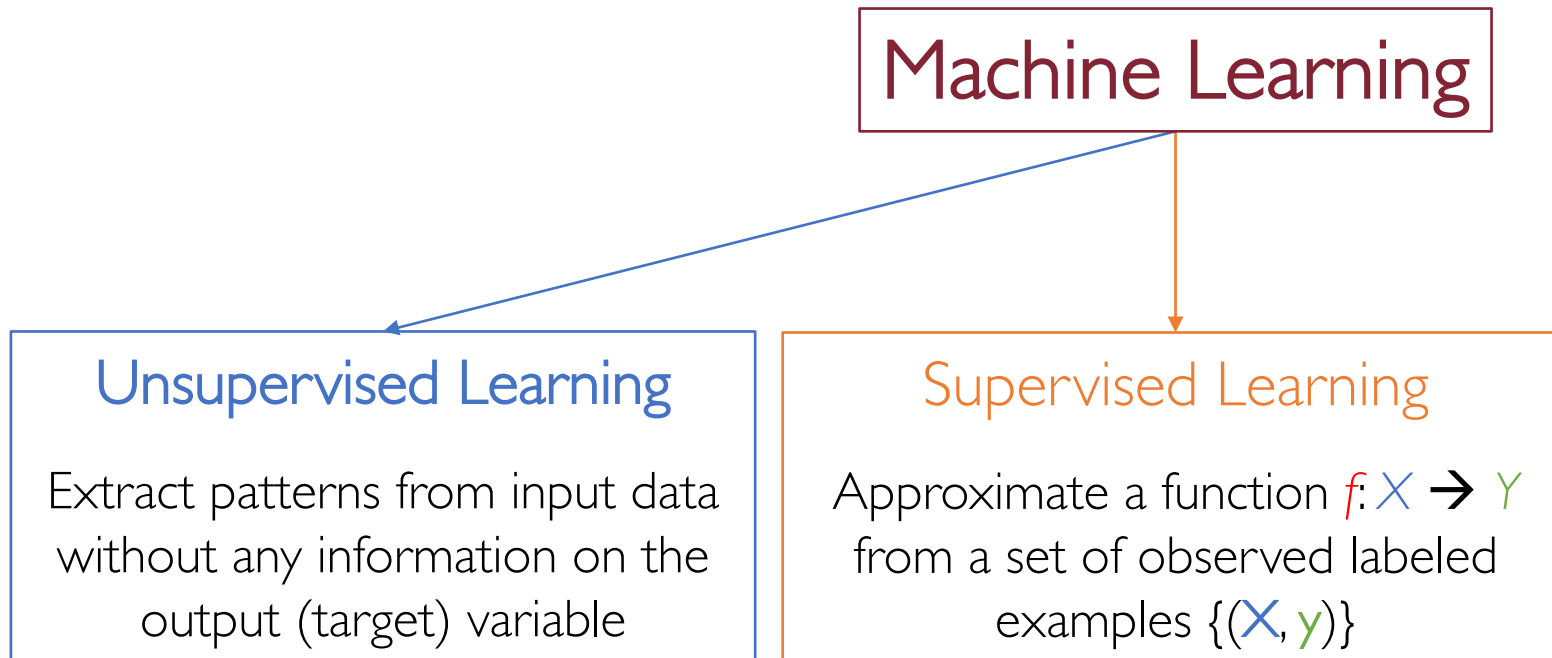 Machine Learning
Unsupervised Learning
Extract patterns from input data
without any information on the
output (target) variable
Supervised Learning
Approximate a function f: X → Y
from a set of observed labeled
examples {(X, y)}